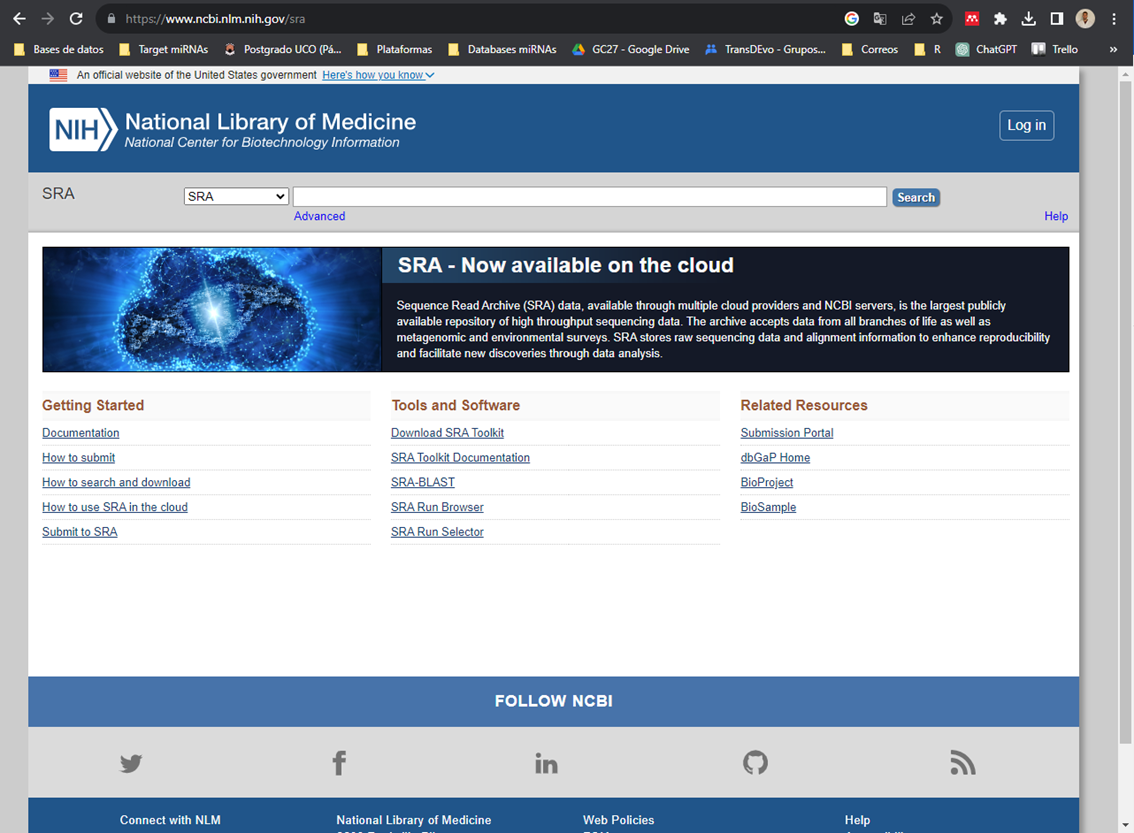 https://www.ncbi.nlm.nih.gov/sra
Bases de datos
Target miRNAs
Postgrado UCO (Pá...
Plataformas
Databases miRNAs
GC27 - Google Drive
TransDEvo - Grupos...
Correos
R
ChatGPT
Trello
»
An official website of the United States government Here's how you know
NIH
National Library of Medicine
National Center for Biotechnology Information
Log in
SRA
SRA
Search
Advanced
Help
SRA - Now available on the cloud
Sequence Read Archive (SRA) data, available through multiple cloud providers and NCBI servers, is the largest publicly
available repository of high throughput sequencing data. The archive accepts data from all branches of life as well as
metagenomic and environmental surveys. SRA stores raw sequencing data and alignment information to enhance reproducibility
and facilitate new discoveries through data analysis.
Getting Started
Documentation
How to submit
How to search and download
How to use SRA in the cloud
Submit to SRA
Tools and Software
Download SRA Toolkit
SRA Toolkit Documentation
SRA-BLAST
SRA Run Browser
SRA Run Selector
Related Resources
Submission Portal
dbGaP Home
BioProject
BioSample
FOLLOW NCBI
Connect with NLM
National Library of Medicine
Web Policies
Help